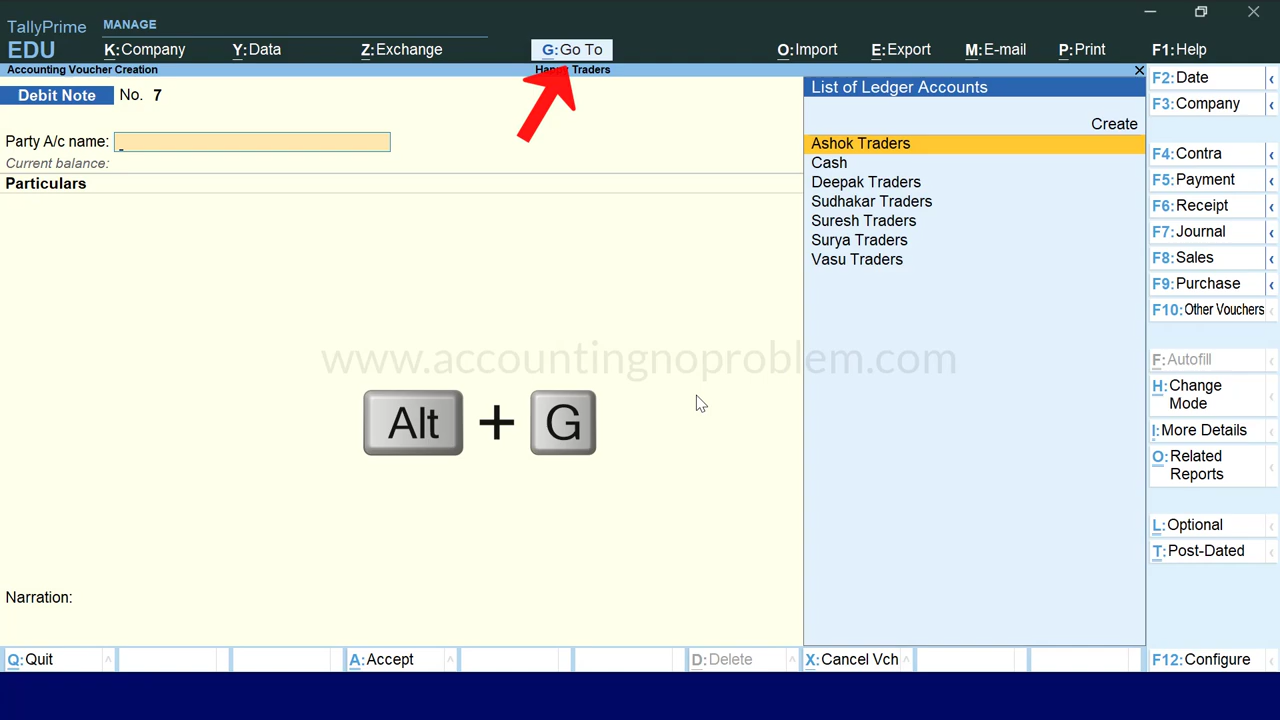 TallyPrime
EDU
MANAGE
K:Company Y:Data Z:Exchange G:Go To O:Import E:Export M:E-mail P:Print F1:Help
Accounting Voucher Creation Happy Traders
Debit Note No. 7
Party A/c name:
Current balance:
Particulars
List of Ledger Accounts
Create
Ashok Traders
Cash
Deepak Traders
Sudhakar Traders
Suresh Traders
Surya Traders
Vasu Traders
www.accountingnoproblem.com
Alt + G
Narration:
F2:Date
F3:Company
F4:Contra
F5:Payment
F6:Receipt
F7:Journal
F8:Sales
F9:Purchase
F10:Other Vouchers
F:Autofill
H:Change
Mode
I:More Details
O:Related
Reports
L:Optional
T:Post-Dated
Q:Quit A:Accept D:Delete X:Cancel Vch F12:Configure